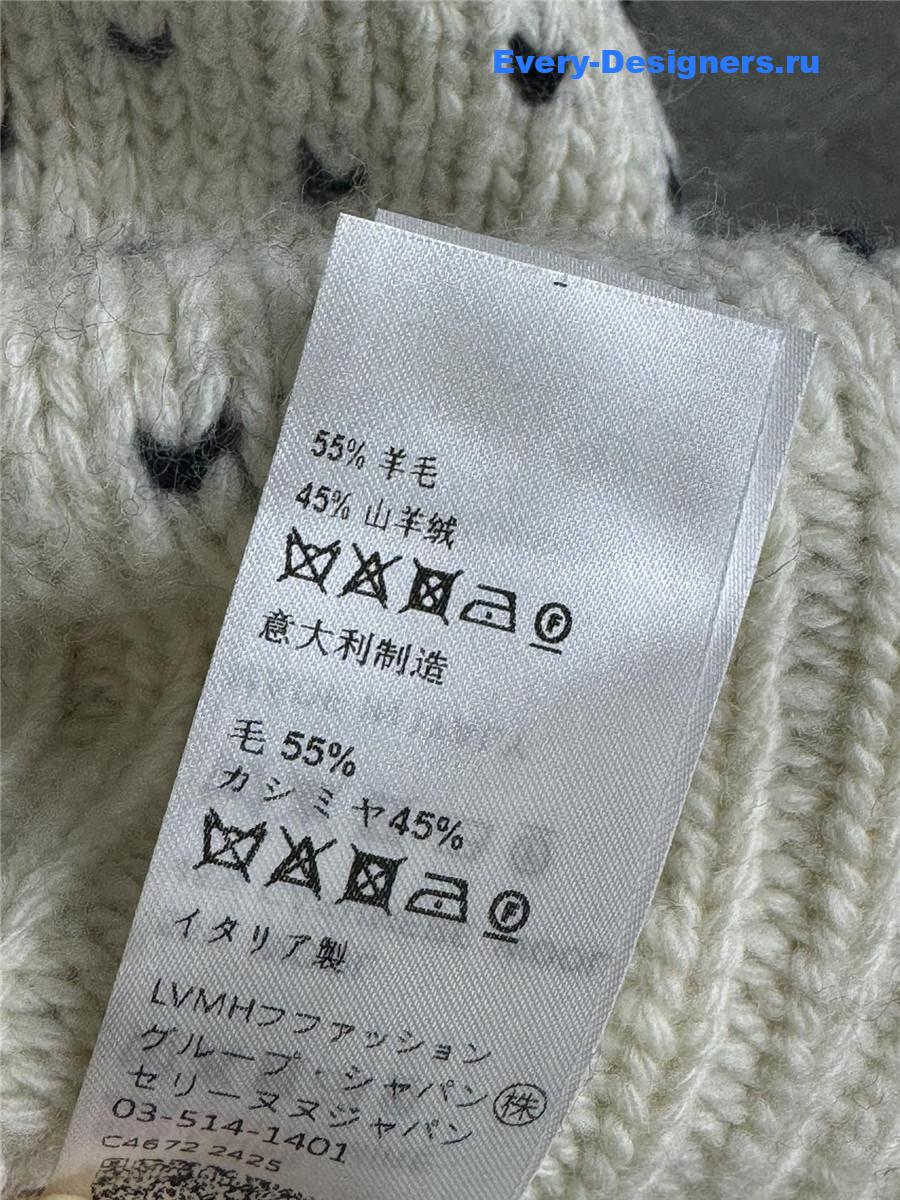 Every-Designers.ru
55% 羊毛
45% 山羊绒
F
意大利制造
毛 55%
カシミヤ45%
F
イタリア製
LVMHフファッション
グループ・ジャパン
セリーヌヌジャパン ㈱
03-514-1401
C4672 2425